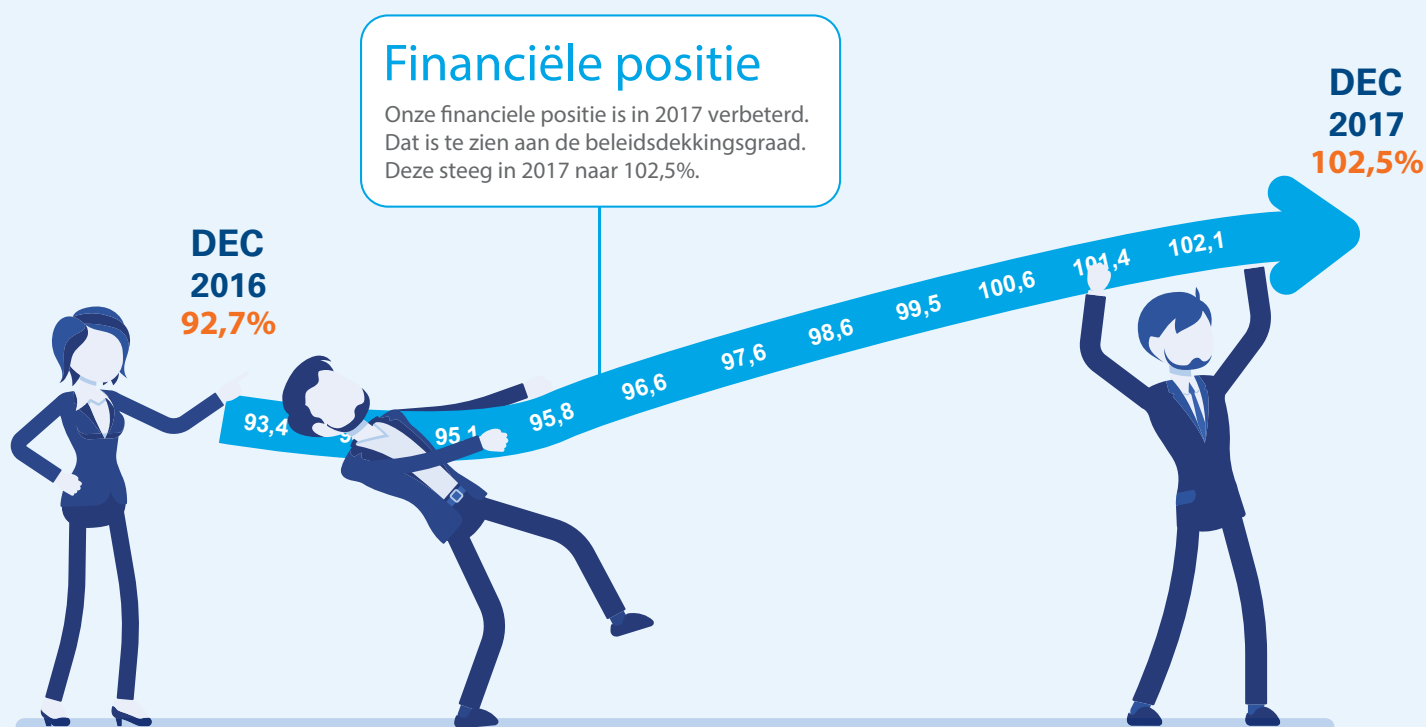 Financiële positie
Onze financiele positie is in 2017 verbeterd.
Dat is te zien aan de beleidsdekkingsgraad.
Deze steeg in 2017 naar 102,5%.
DEC
2016
92,7%
93,4
95,1
95,8
96,6
97,6
98,6
99,5
100,6
101,4
102,1
DEC
2017
102,5%